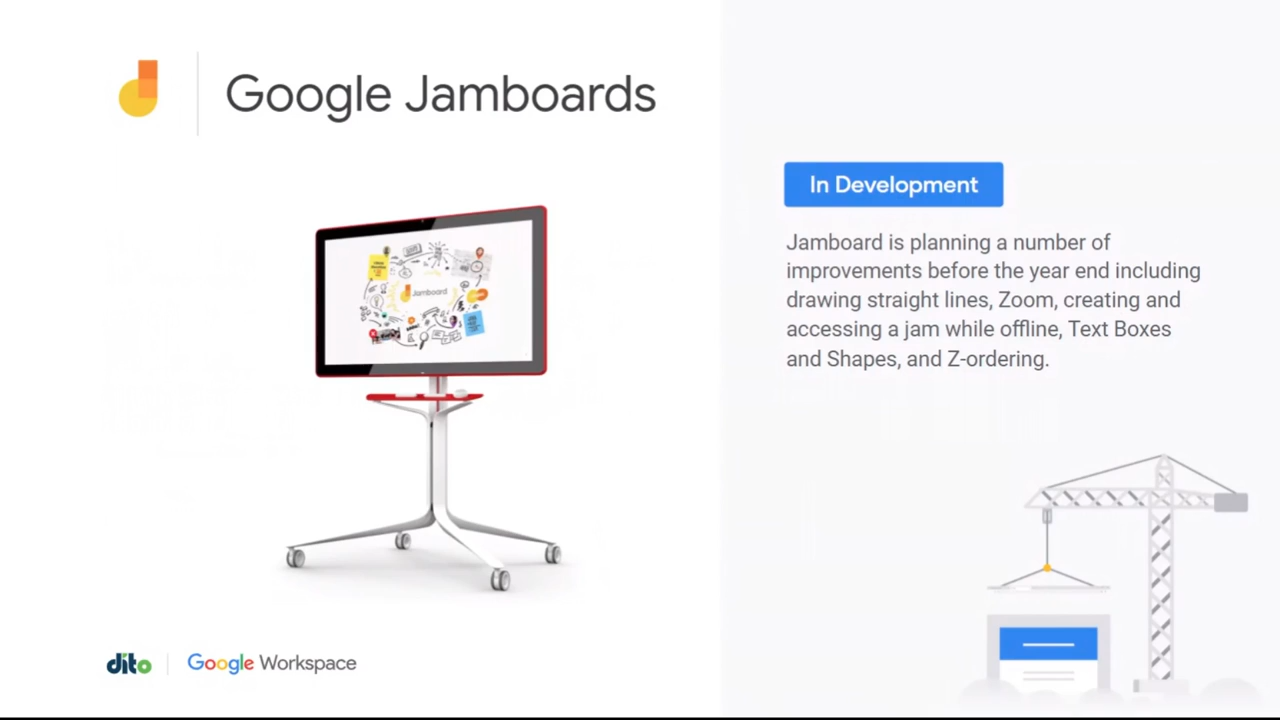 Google Jamboards
In Development
Jamboard is planning a number of
improvements before the year end including
drawing straight lines, Zoom, creating and
accessing a jam while offline, Text Boxes
and Shapes, and Z-ordering.
Jamboard
dito
Google Workspace